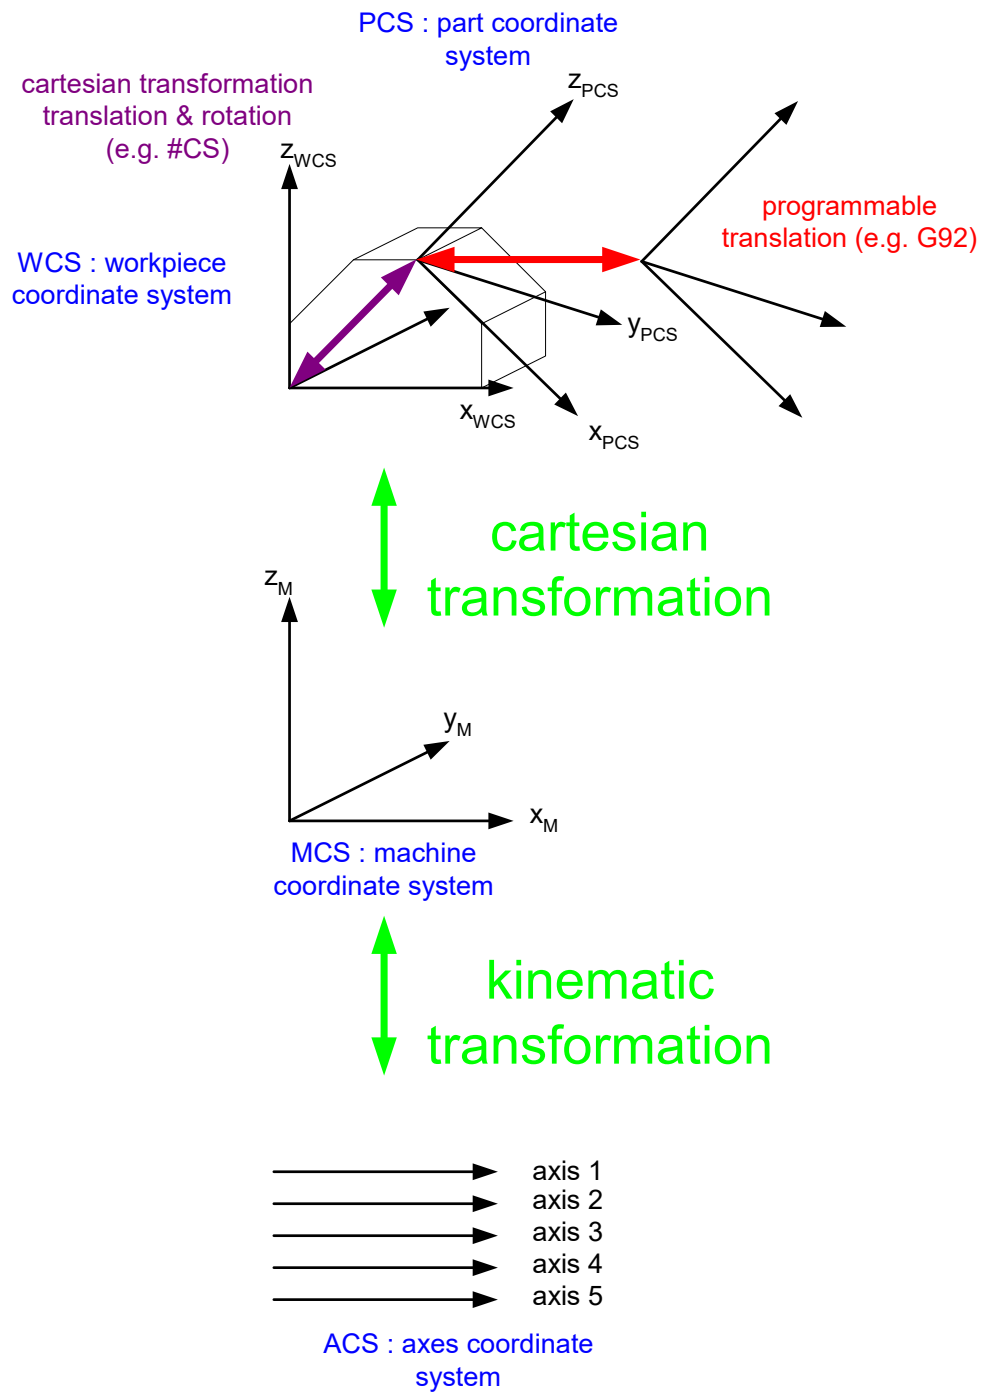 PCS : part coordinate
system
cartesian transformation
translation & rotation
(e.g. #CS)
zPCS
zWCS
programmable
translation (e.g. G92)
WCS : workpiece
coordinate system
yPCS
xWCS
xPCS
cartesian
transformation
zM
yM
xM
MCS : machine
coordinate system
kinematic
transformation
axis 1
axis 2
axis 3
axis 4
axis 5
ACS : axes coordinate
system